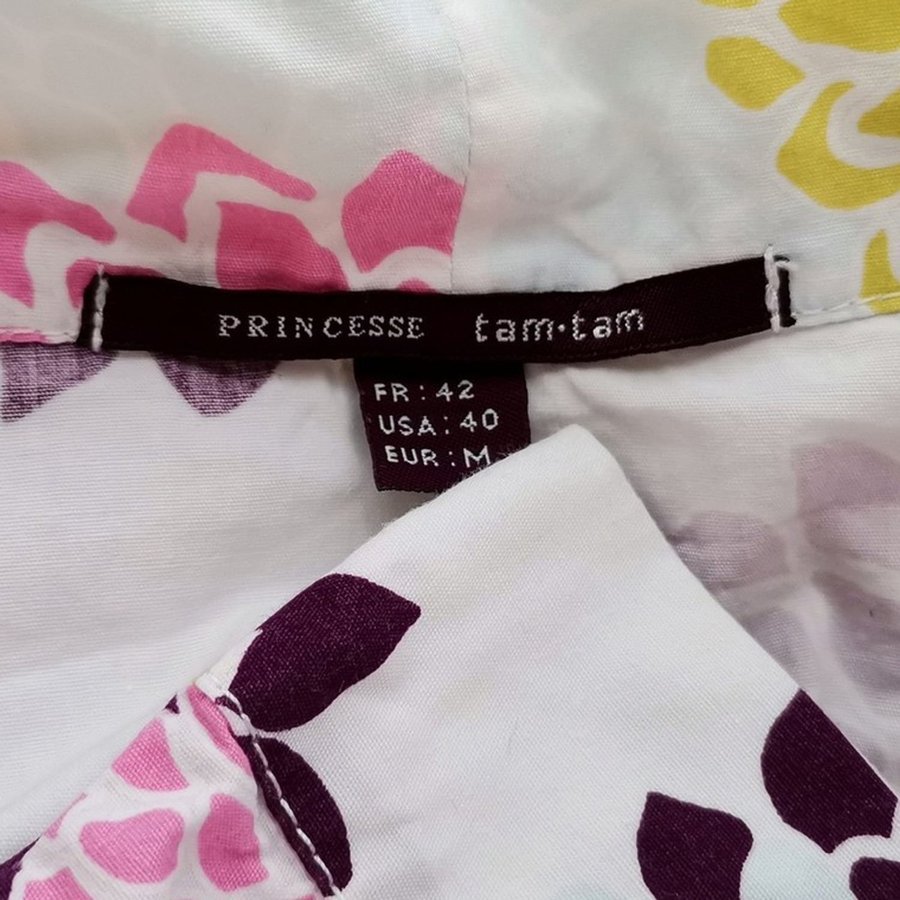 PRINCESSE tam·tam
FR : 42
USA : 40
EUR : M